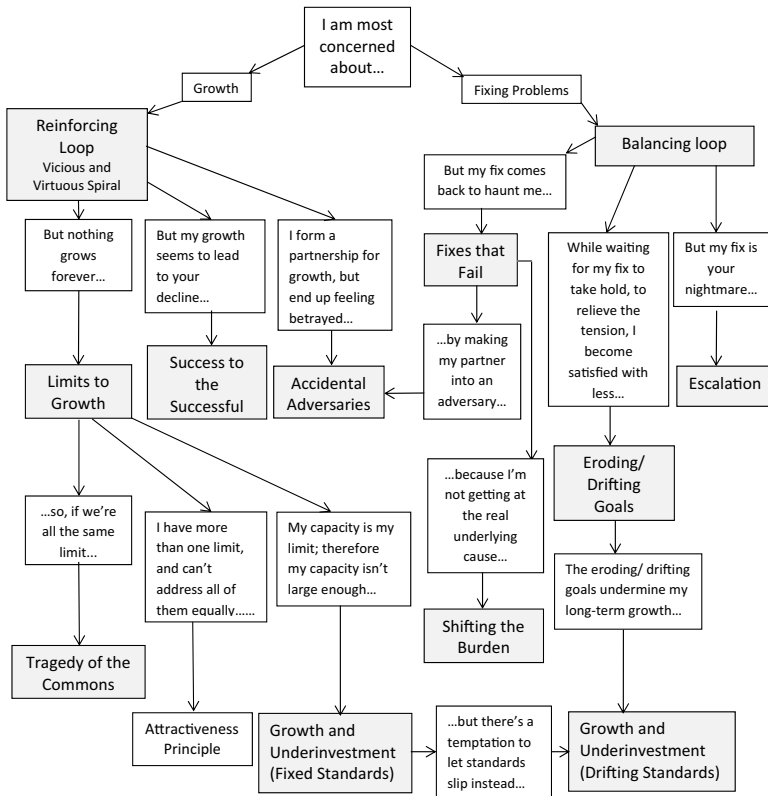 I am most
concerned
about…
Growth
Fixing Problems
Reinforcing
Loop
Vicious and
Virtuous Spiral
Balancing loop
But my fix comes
back to haunt me…
But nothing
grows
forever…
But my growth
seems to lead
to your
decline…
I form a
partnership for
growth, but
end up feeling
betrayed…
Fixes that
Fail
While waiting
for my fix to
take hold, to
relieve the
tension, I
become
satisfied with
less…
But my fix is
your
nightmare…
…by making
my partner
into an
adversary…
Limits to
Growth
Success to
the
Successful
Accidental
Adversaries
Escalation
…because I’m
not getting at
the real
underlying
cause…
Eroding/
Drifting
Goals
…so, if we’re
all the same
limit...
I have more
than one limit,
and can’t
address all of
them equally……
My capacity is my
limit; therefore
my capacity isn’t
large enough…
The eroding/ drifting
goals undermine my
long-term growth…
Shifting the
Burden
Tragedy of the
Commons
Attractiveness
Principle
Growth and
Underinvestment
(Fixed Standards)
…but there’s a
temptation to
let standards
slip instead…
Growth and
Underinvestment
(Drifting Standards)